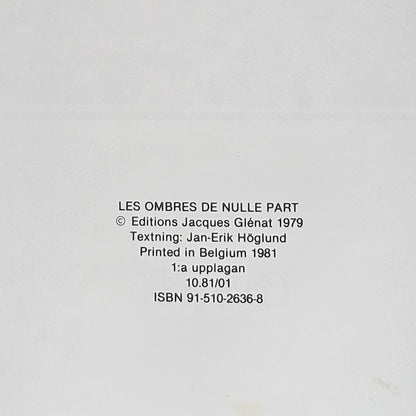 LES OMBRES DE NULLE PART
© Editions Jacques Glénat 1979
Textning: Jan-Erik Höglund
Printed in Belgium 1981
1:a upplagan
10.81/01
ISBN 91-510-2636-8